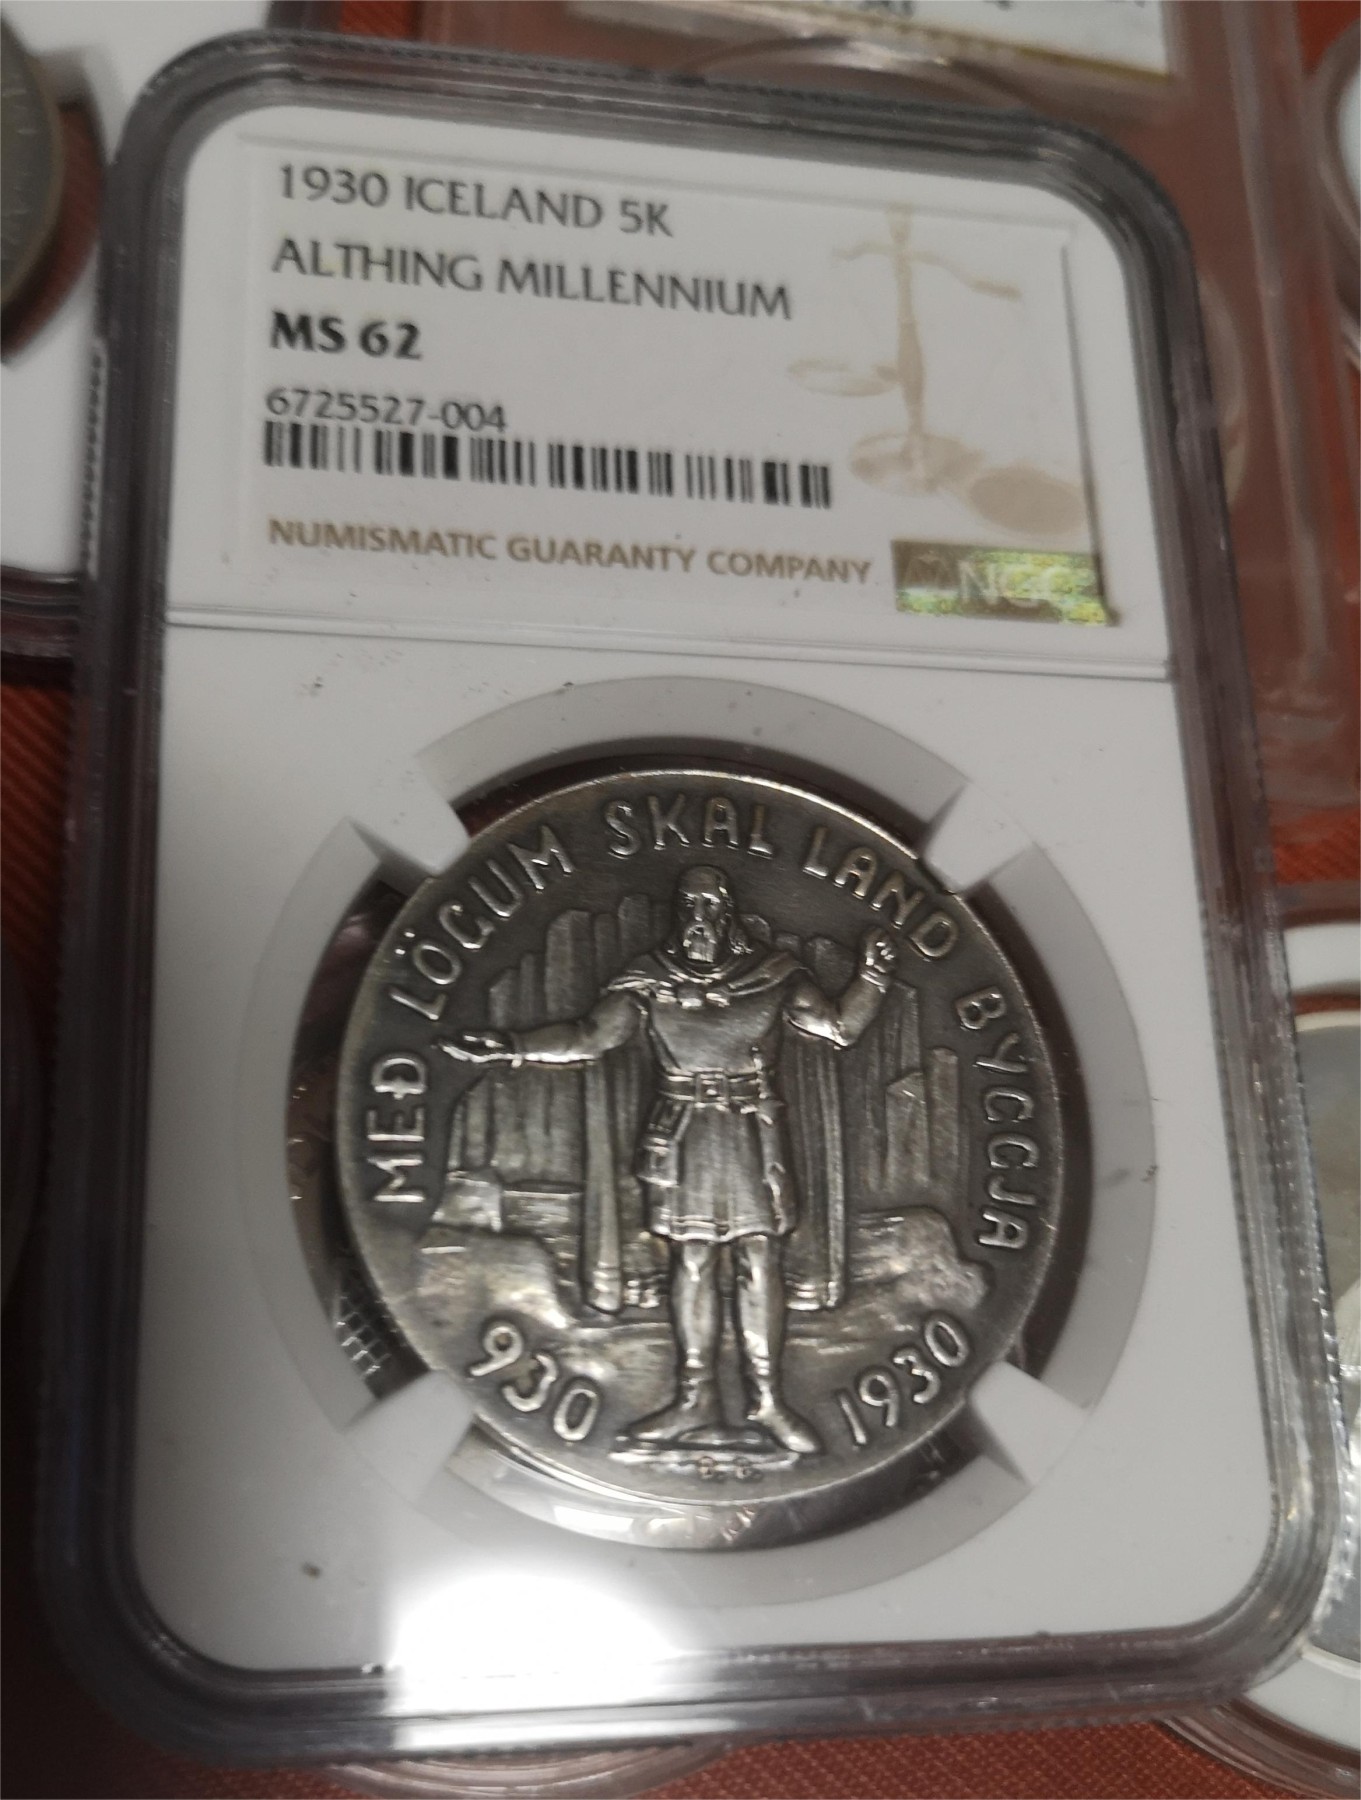 1930 ICELAND 5K
ALTHING MILLENNIUM
MS 62
6725527-004
NUMISMATIC GUARANTY COMPANY
NGC
MEÐ LÖGUM SKAL LAND BYGGJA
930 1930